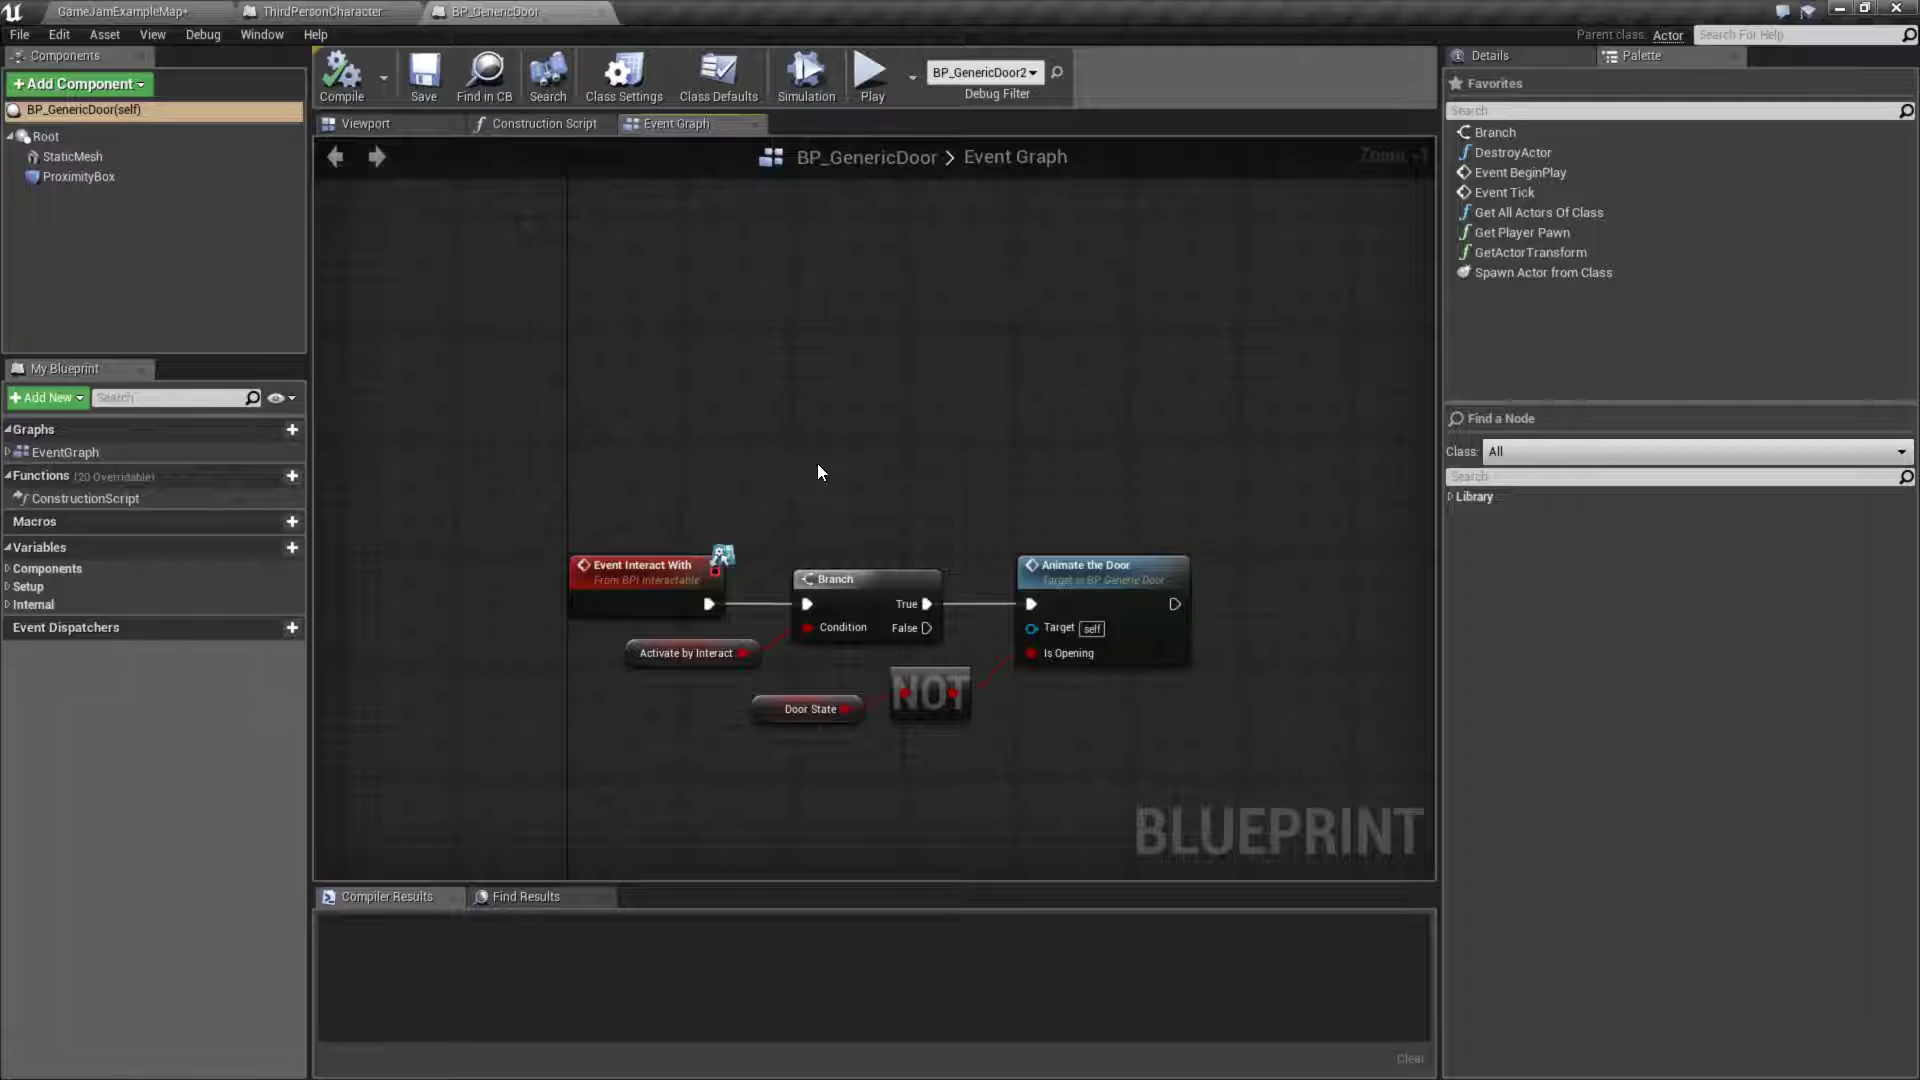 GameJamExampleMap*
ThirdPersonCharacter
BP_GenericDoor
File Edit Asset View Debug Window Help
Parent class: Actor
Search For Help
Components
+Add Component
BP_GenericDoor(self)
Root
StaticMesh
ProximityBox
My Blueprint
+Add New
Search
Graphs
EventGraph
Functions (20 Overridable)
ConstructionScript
Macros
Variables
Components
Setup
Internal
Event Dispatchers
Compile
Save
Find in CB
Search
Class Settings
Class Defaults
Simulation
Play
BP_GenericDoor2
Debug Filter
Viewport
Construction Script
Event Graph
BP_GenericDoor > Event Graph
Zoom -1
Event Interact With
From BPI Interactable
Branch
True
Condition
False
Activate by Interact
Door State
NOT
Animate the Door
Target is BP Generic Door
Target self
Is Opening
BLUEPRINT
Compiler Results
Find Results
Clear
Details
Palette
Favorites
Search
Branch
DestroyActor
Event BeginPlay
Event Tick
Get All Actors Of Class
Get Player Pawn
GetActorTransform
Spawn Actor from Class
Find a Node
Class: All
Search
Library